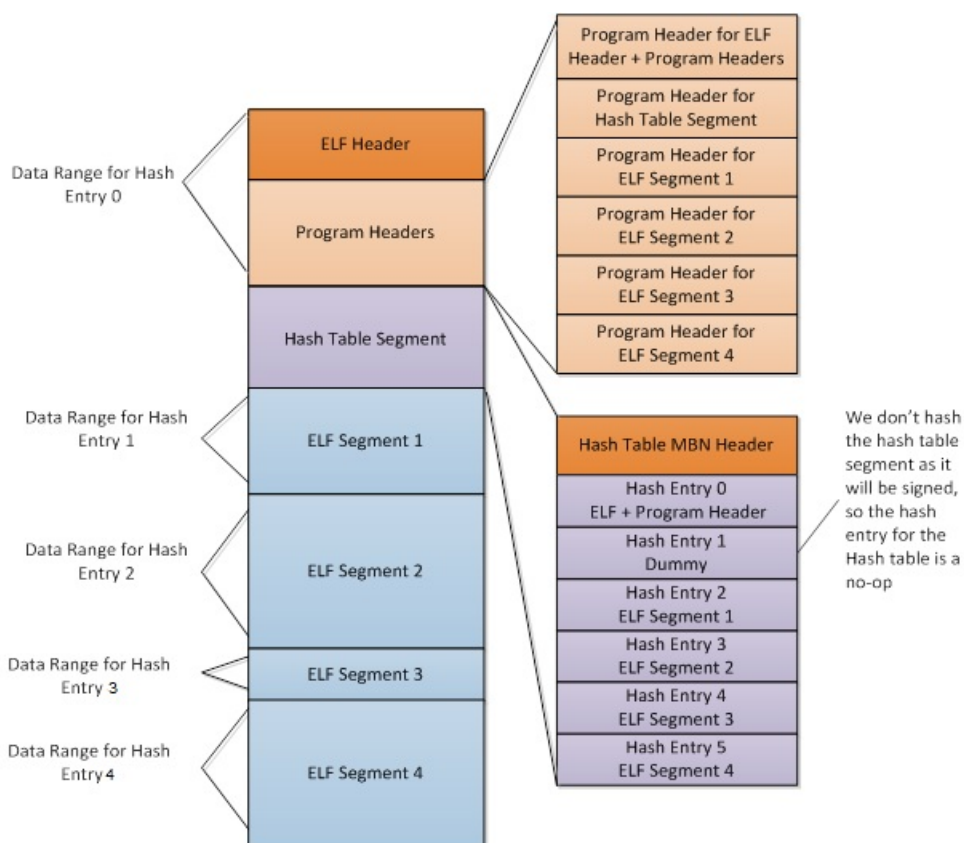 Data Range for Hash
Entry 0
Data Range for Hash
Entry 1
Data Range for Hash
Entry 2
Data Range for Hash
Entry 3
Data Range for Hash
Entry 4
ELF Header
Program Headers
Hash Table Segment
ELF Segment 1
ELF Segment 2
ELF Segment 3
ELF Segment 4
Program Header for ELF
Header + Program Headers
Program Header for
Hash Table Segment
Program Header for
ELF Segment 1
Program Header for
ELF Segment 2
Program Header for
ELF Segment 3
Program Header for
ELF Segment 4
Hash Table MBN Header
Hash Entry 0
ELF + Program Header
Hash Entry 1
Dummy
Hash Entry 2
ELF Segment 1
Hash Entry 3
ELF Segment 2
Hash Entry 4
ELF Segment 3
Hash Entry 5
ELF Segment 4
We don't hash
the hash table
segment as it
will be signed,
so the hash
entry for the
Hash table is a
no-op